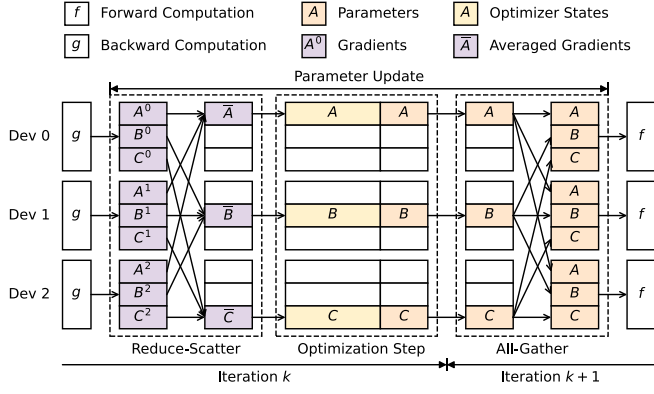 f Forward Computation A Parameters A Optimizer States
g Backward Computation A⁰ Gradients A̅ Averaged Gradients
Parameter Update
Dev 0 g A⁰ B⁰ C⁰ A̅ A A A A B C f
Dev 1 g A¹ B¹ C¹ B̅ B B B A B C f
Dev 2 g A² B² C² C̅ C C C A B C f
Reduce-Scatter Optimization Step All-Gather
Iteration k Iteration k + 1